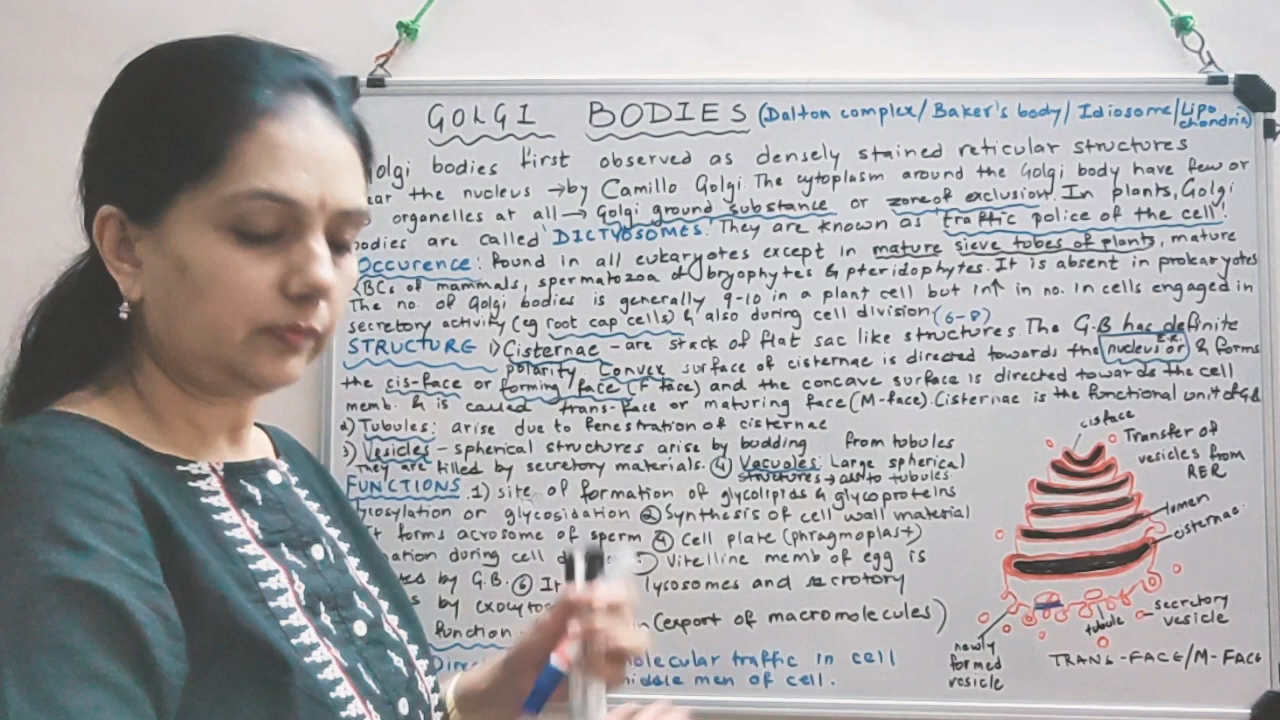 GOLGI BODIES (Dalton complex/Baker's body/Idiosome/Lipochondria)
olgi bodies first observed as densely stained reticular structures
ear the nucleus → by Camillo Golgi. The cytoplasm around the Golgi body have few or
organelles at all → Golgi ground substance or zone of exclusion. In plants, Golgi
bodies are called 'DICTYOSOMES'. They are known as 'traffic police of the cell'.
Occurence: Found in all eukaryotes except in mature sieve tubes of plants, mature
RBCs of mammals, spermatozoa of bryophytes & pteridophytes. It is absent in prokaryotes
The no. of Golgi bodies is generally 9-10 in a plant cell but in↑ in no. in cells engaged in
secretory activity (eg root cap cells) & also during cell division (6-8)
STRUCTURE 1) Cisternae - are stack of flat sac like structures. The G.B has definite
polarity. Convex surface of cisternae is directed towards the nucleus or E.R. & forms
the cis-face or forming face (F face) and the concave surface is directed towards the cell
memb. & is called trans-face or maturing face (M-face). Cisternae is the functional unit of GB
2) Tubules: arise due to fenestration of cisternae
3) Vesicles - spherical structures arise by budding from tubules
They are filled by secretory materials. ④ Vacuoles: Large spherical
structures → to tubules
FUNCTIONS. 1) site of formation of glycolipids & glycoproteins
glycosylation or glycosidation ② Synthesis of cell wall material
It forms acrosome of sperm ④ Cell plate (phragmoplast)
ation during cell d Vitelline memb of egg is
tes by G.B. ⑥ It lysosomes and secrotory
s by exocyto
function (export of macromolecules)
Direc molecular traffic in cell
middle men of cell.
cisface
Transfer of
vesicles from
RER
lumen
cisternae
secretory
vesicle
tubule
newly
formed
vesicle
TRANS-FACE/M-FACE